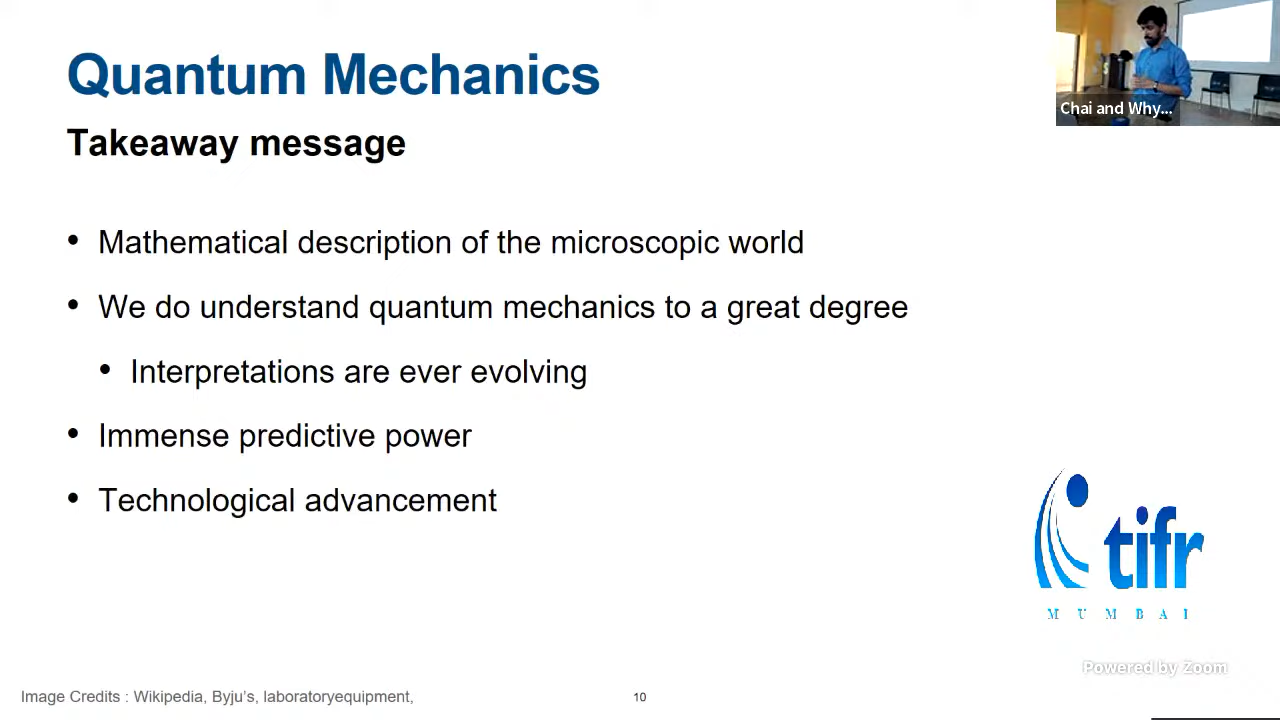 Quantum Mechanics
Takeaway message
• Mathematical description of the microscopic world
• We do understand quantum mechanics to a great degree
• Interpretations are ever evolving
• Immense predictive power
• Technological advancement
Chai and Why...
tifr
MUMBAI
Powered by Zoom
Image Credits : Wikipedia, Byju's, laboratoryequipment,
10